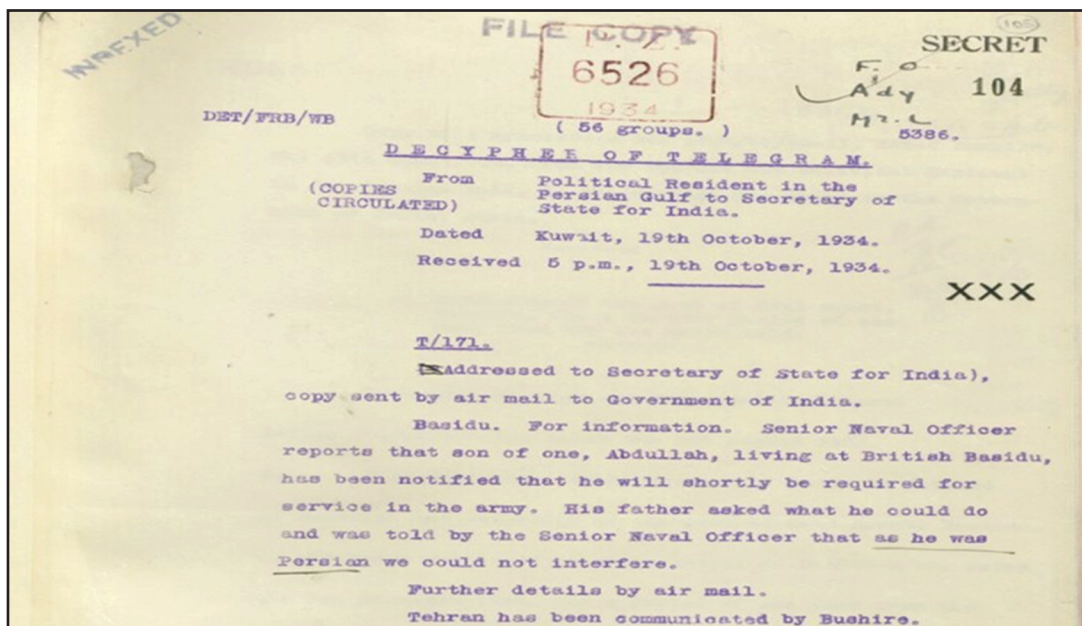 INDEXED
FILE COPY
P. Z.
6526
1934
105
SECRET
F. O
Ady
104
DET/FRB/WB
( 56 groups. )
5386.
DECYPHER OF TELEGRAM.
(COPIES CIRCULATED)
From Political Resident in the
Persian Gulf to Secretary of
State for India.
Dated Kuwait, 19th October, 1934.
Received 5 p.m., 19th October, 1934.
XXX
T/171.
Addressed to Secretary of State for India),
copy sent by air mail to Government of India.
Basidu. For information. Senior Naval Officer
reports that son of one, Abdullah, living at British Basidu,
has been notified that he will shortly be required for
service in the army. His father asked what he could do
and was told by the Senior Naval Officer that as he was
Persian we could not interfere.
Further details by air mail.
Tehran has been communicated by Bushire.